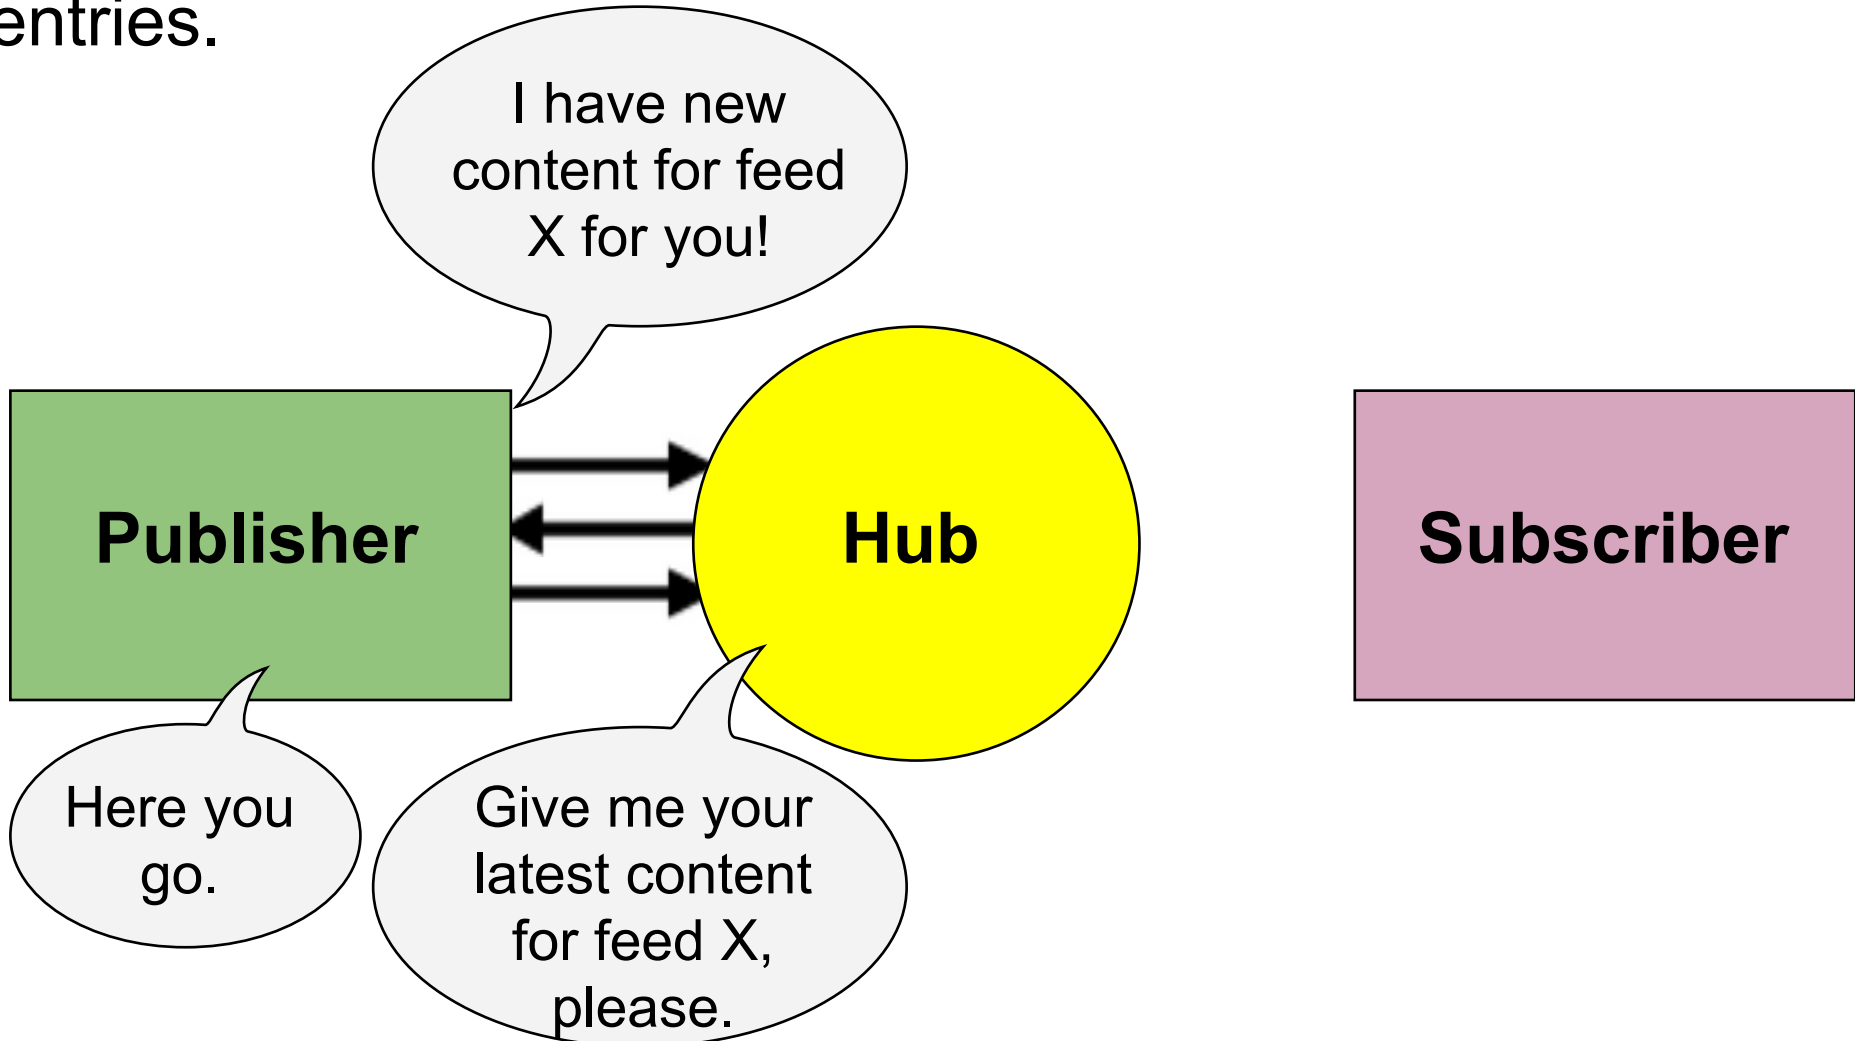 entries.
I have new
content for feed
X for you!
Publisher
Hub
Subscriber
Here you
go.
Give me your
latest content
for feed X,
please.